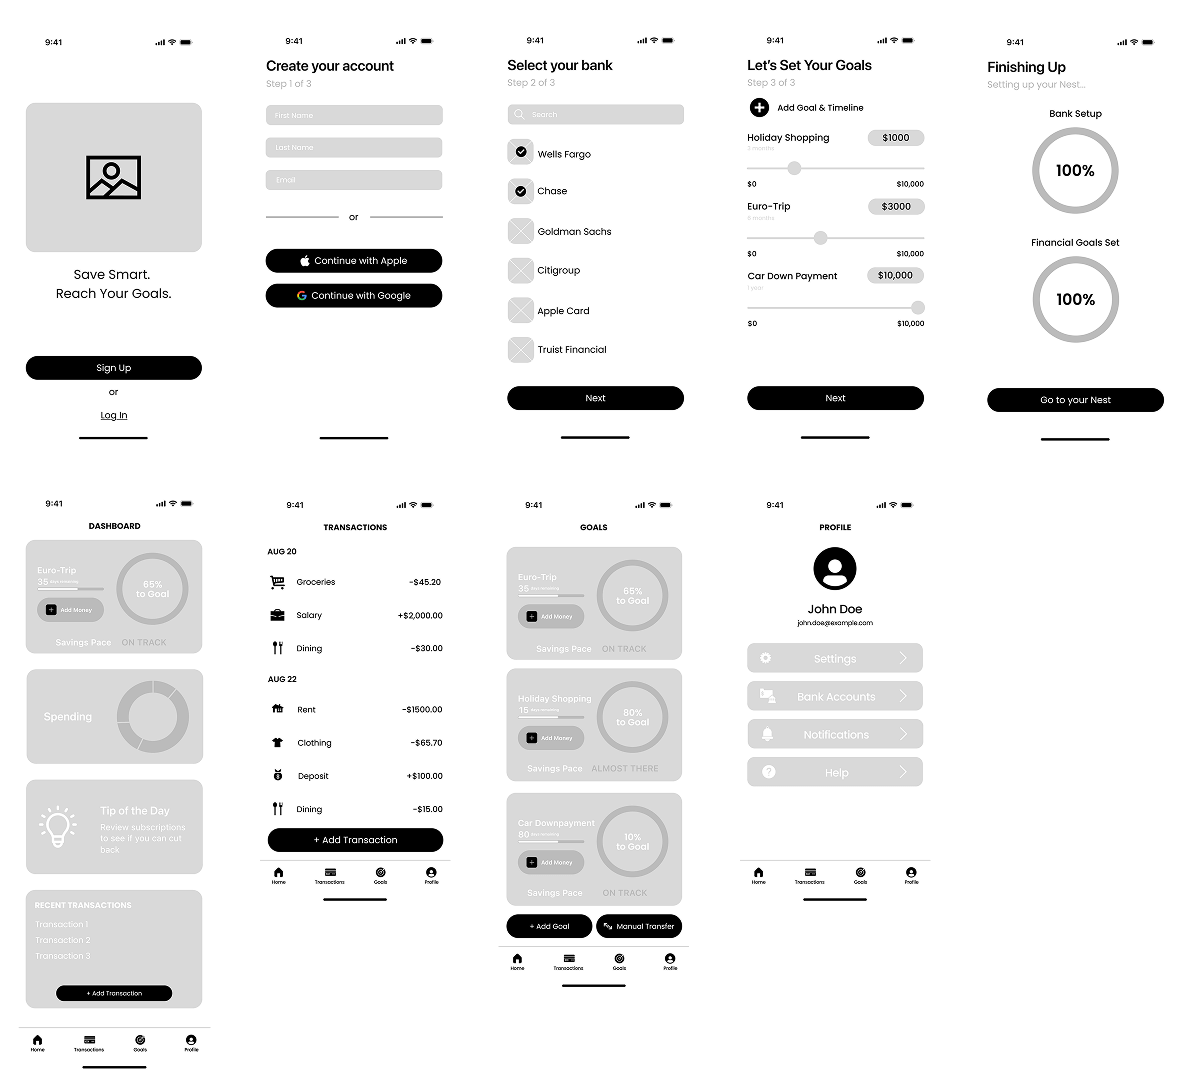 9:41
Save Smart.
Reach Your Goals.
Sign Up
or
Log In
9:41
Create your account
Step 1 of 3
First Name
Last Name
Email
or
Continue with Apple
Continue with Google
9:41
Select your bank
Step 2 of 3
Search
Wells Fargo
Chase
Goldman Sachs
Citigroup
Apple Card
Truist Financial
Next
9:41
Let's Set Your Goals
Step 3 of 3
Add Goal & Timeline
Holiday Shopping $1000
$0 $10,000
Euro-Trip $3000
$0 $10,000
Car Down Payment $10,000
1 year
$0 $10,000
Next
9:41
Finishing Up
Setting up your Nest...
Bank Setup
100%
Financial Goals Set
100%
Go to your Nest
9:41
DASHBOARD
Euro-Trip
35 days remaining
65%
to Goal
Add Money
Savings Pace ON TRACK
Spending
Tip of the Day
Review subscriptions
to see if you can cut
back
RECENT TRANSACTIONS
Transaction 1
Transaction 2
Transaction 3
+ Add Transaction
Home Transactions Goals Profile
9:41
TRANSACTIONS
AUG 20
Groceries -$45.20
Salary +$2,000.00
Dining -$30.00
AUG 22
Rent -$1500.00
Clothing -$65.70
Deposit +$100.00
Dining -$15.00
+ Add Transaction
Home Transactions Goals Profile
9:41
GOALS
Euro-Trip
35 days remaining
65%
to Goal
Add Money
Savings Pace ON TRACK
Holiday Shopping
15 days remaining
80%
to Goal
Add Money
Savings Pace ALMOST THERE
Car Downpayment
80 days remaining
10%
to Goal
Add Money
Savings Pace ON TRACK
+ Add Goal
Manual Transfer
Home Transactions Goals Profile
9:41
PROFILE
John Doe
john.doe@example.com
Settings
Bank Accounts
Notifications
Help
Home Transactions Goals Profile